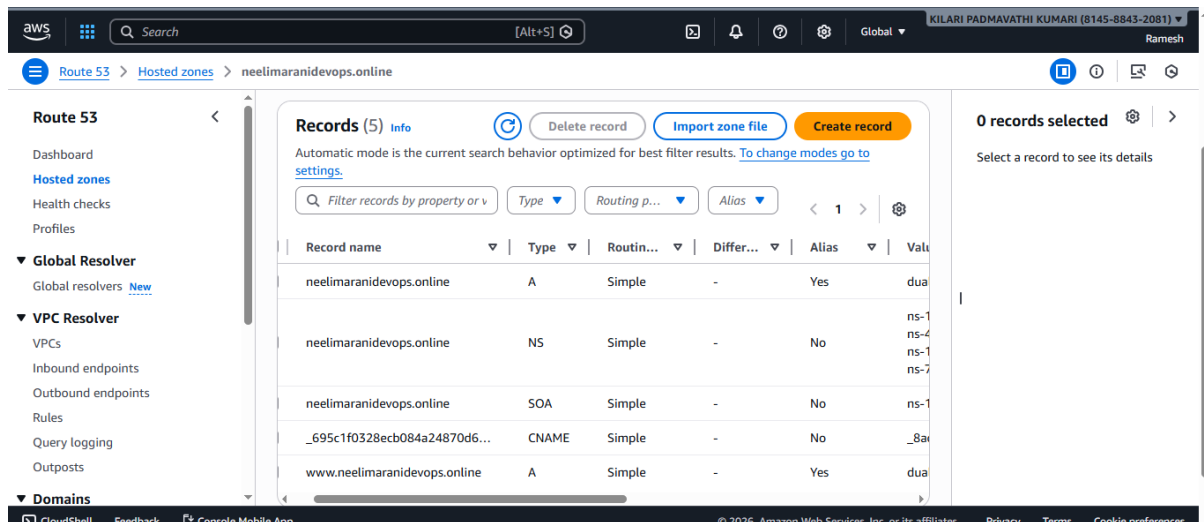 aws
Search
[Alt+S]
Global
KILARI PADMAVATHI KUMARI (8145-8843-2081)
Ramesh
Route 53 > Hosted zones > neelimaranidevops.online
Route 53
Dashboard
Hosted zones
Health checks
Profiles
Global Resolver
Global resolvers New
VPC Resolver
VPCs
Inbound endpoints
Outbound endpoints
Rules
Query logging
Outposts
Domains
Records (5) Info
Delete record
Import zone file
Create record
Automatic mode is the current search behavior optimized for best filter results. To change modes go to
settings.
Filter records by property or v
Type
Routing p...
Alias
1
Record name Type Routin... Differ... Alias Valu
neelimaranidevops.online A Simple - Yes dual
neelimaranidevops.online NS Simple - No ns-1
ns-4
ns-1
ns-7
neelimaranidevops.online SOA Simple - No ns-1
_695c1f0328ecb084a24870d6... CNAME Simple - No _8a
www.neelimaranidevops.online A Simple - Yes dual
0 records selected
Select a record to see its details
CloudShell Feedback Console Mobile App
© 2026, Amazon Web Services, Inc. or its affiliates. Privacy Terms Cookie preferences